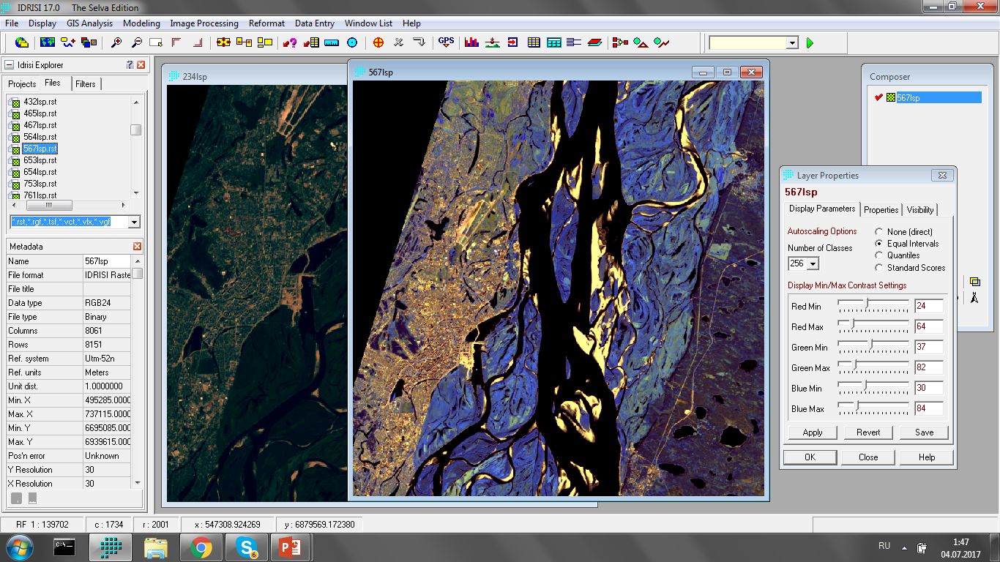 IDRISI 17.0 The Selva Edition
File Display GIS Analysis Modeling Image Processing Reformat Data Entry Window List Help
GPS
Idrisi Explorer
Projects Files Filters
432lsp.rst
465lsp.rst
467lsp.rst
564lsp.rst
567lsp.rst
653lsp.rst
654lsp.rst
753lsp.rst
761lsp.rst
*.rst,*.rgf,*.tsf,*.vct,*.vlx,*.vgf
Metadata
Name 567lsp
File format IDRISI Raste
File title
Data type RGB24
File type Binary
Columns 8061
Rows 8151
Ref. system Utm-52n
Ref. units Meters
Unit dist. 1.0000000
Min. X 495285.000
Max. X 737115.000
Min. Y 6695085.000
Max. Y 6939615.000
Pos'n error Unknown
Y Resolution 30
X Resolution 30
234lsp
567lsp
Composer
567lsp
Layer Properties
567lsp
Display Parameters Properties Visibility
Autoscaling Options
Number of Classes
256
None (direct)
Equal Intervals
Quantiles
Standard Scores
Display Min/Max Contrast Settings
Red Min 24
Red Max 64
Green Min 37
Green Max 82
Blue Min 30
Blue Max 84
Apply Revert Save
OK Close Help
RF 1 : 139702 c : 1734 r : 2001 x : 547308.924269 y : 6879569.172380
C:\
6
RU
1:47
04.07.2017